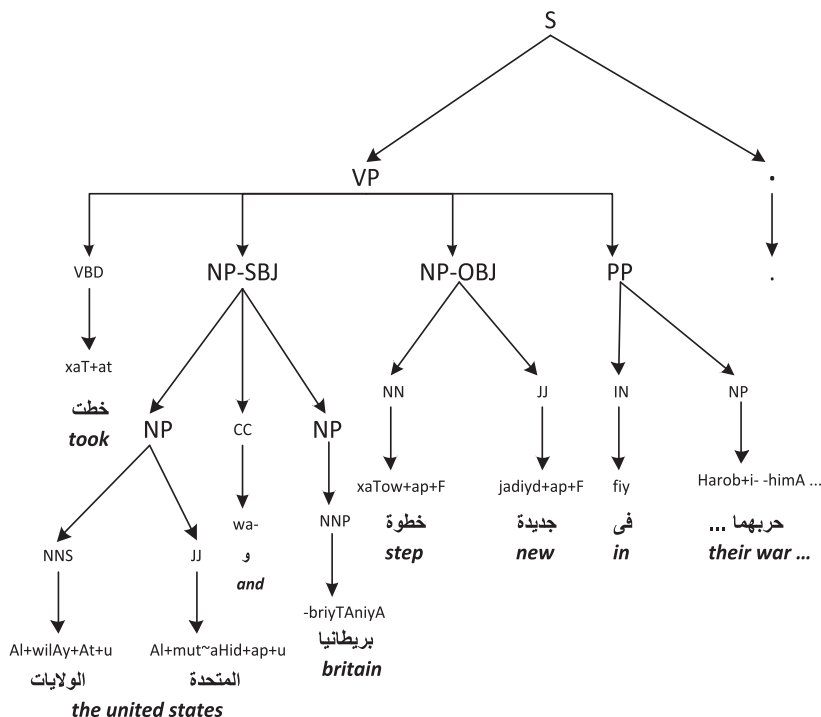 S
VP .
VBD NP-SBJ NP-OBJ PP .
xaT+at
خطت
took
NP CC NP
NN JJ IN NP
xaTow+ap+F jadiyd+ap+F fiy Harob+i- -himA ...
خطوة جديدة فى حربهما ...
step new in their war ...
wa-
و
and
NNP
NNS JJ
-briyTAniyA
بريطانيا
britain
Al+wilAy+At+u Al+mut~aHid+ap+u
الولايات المتحدة
the united states